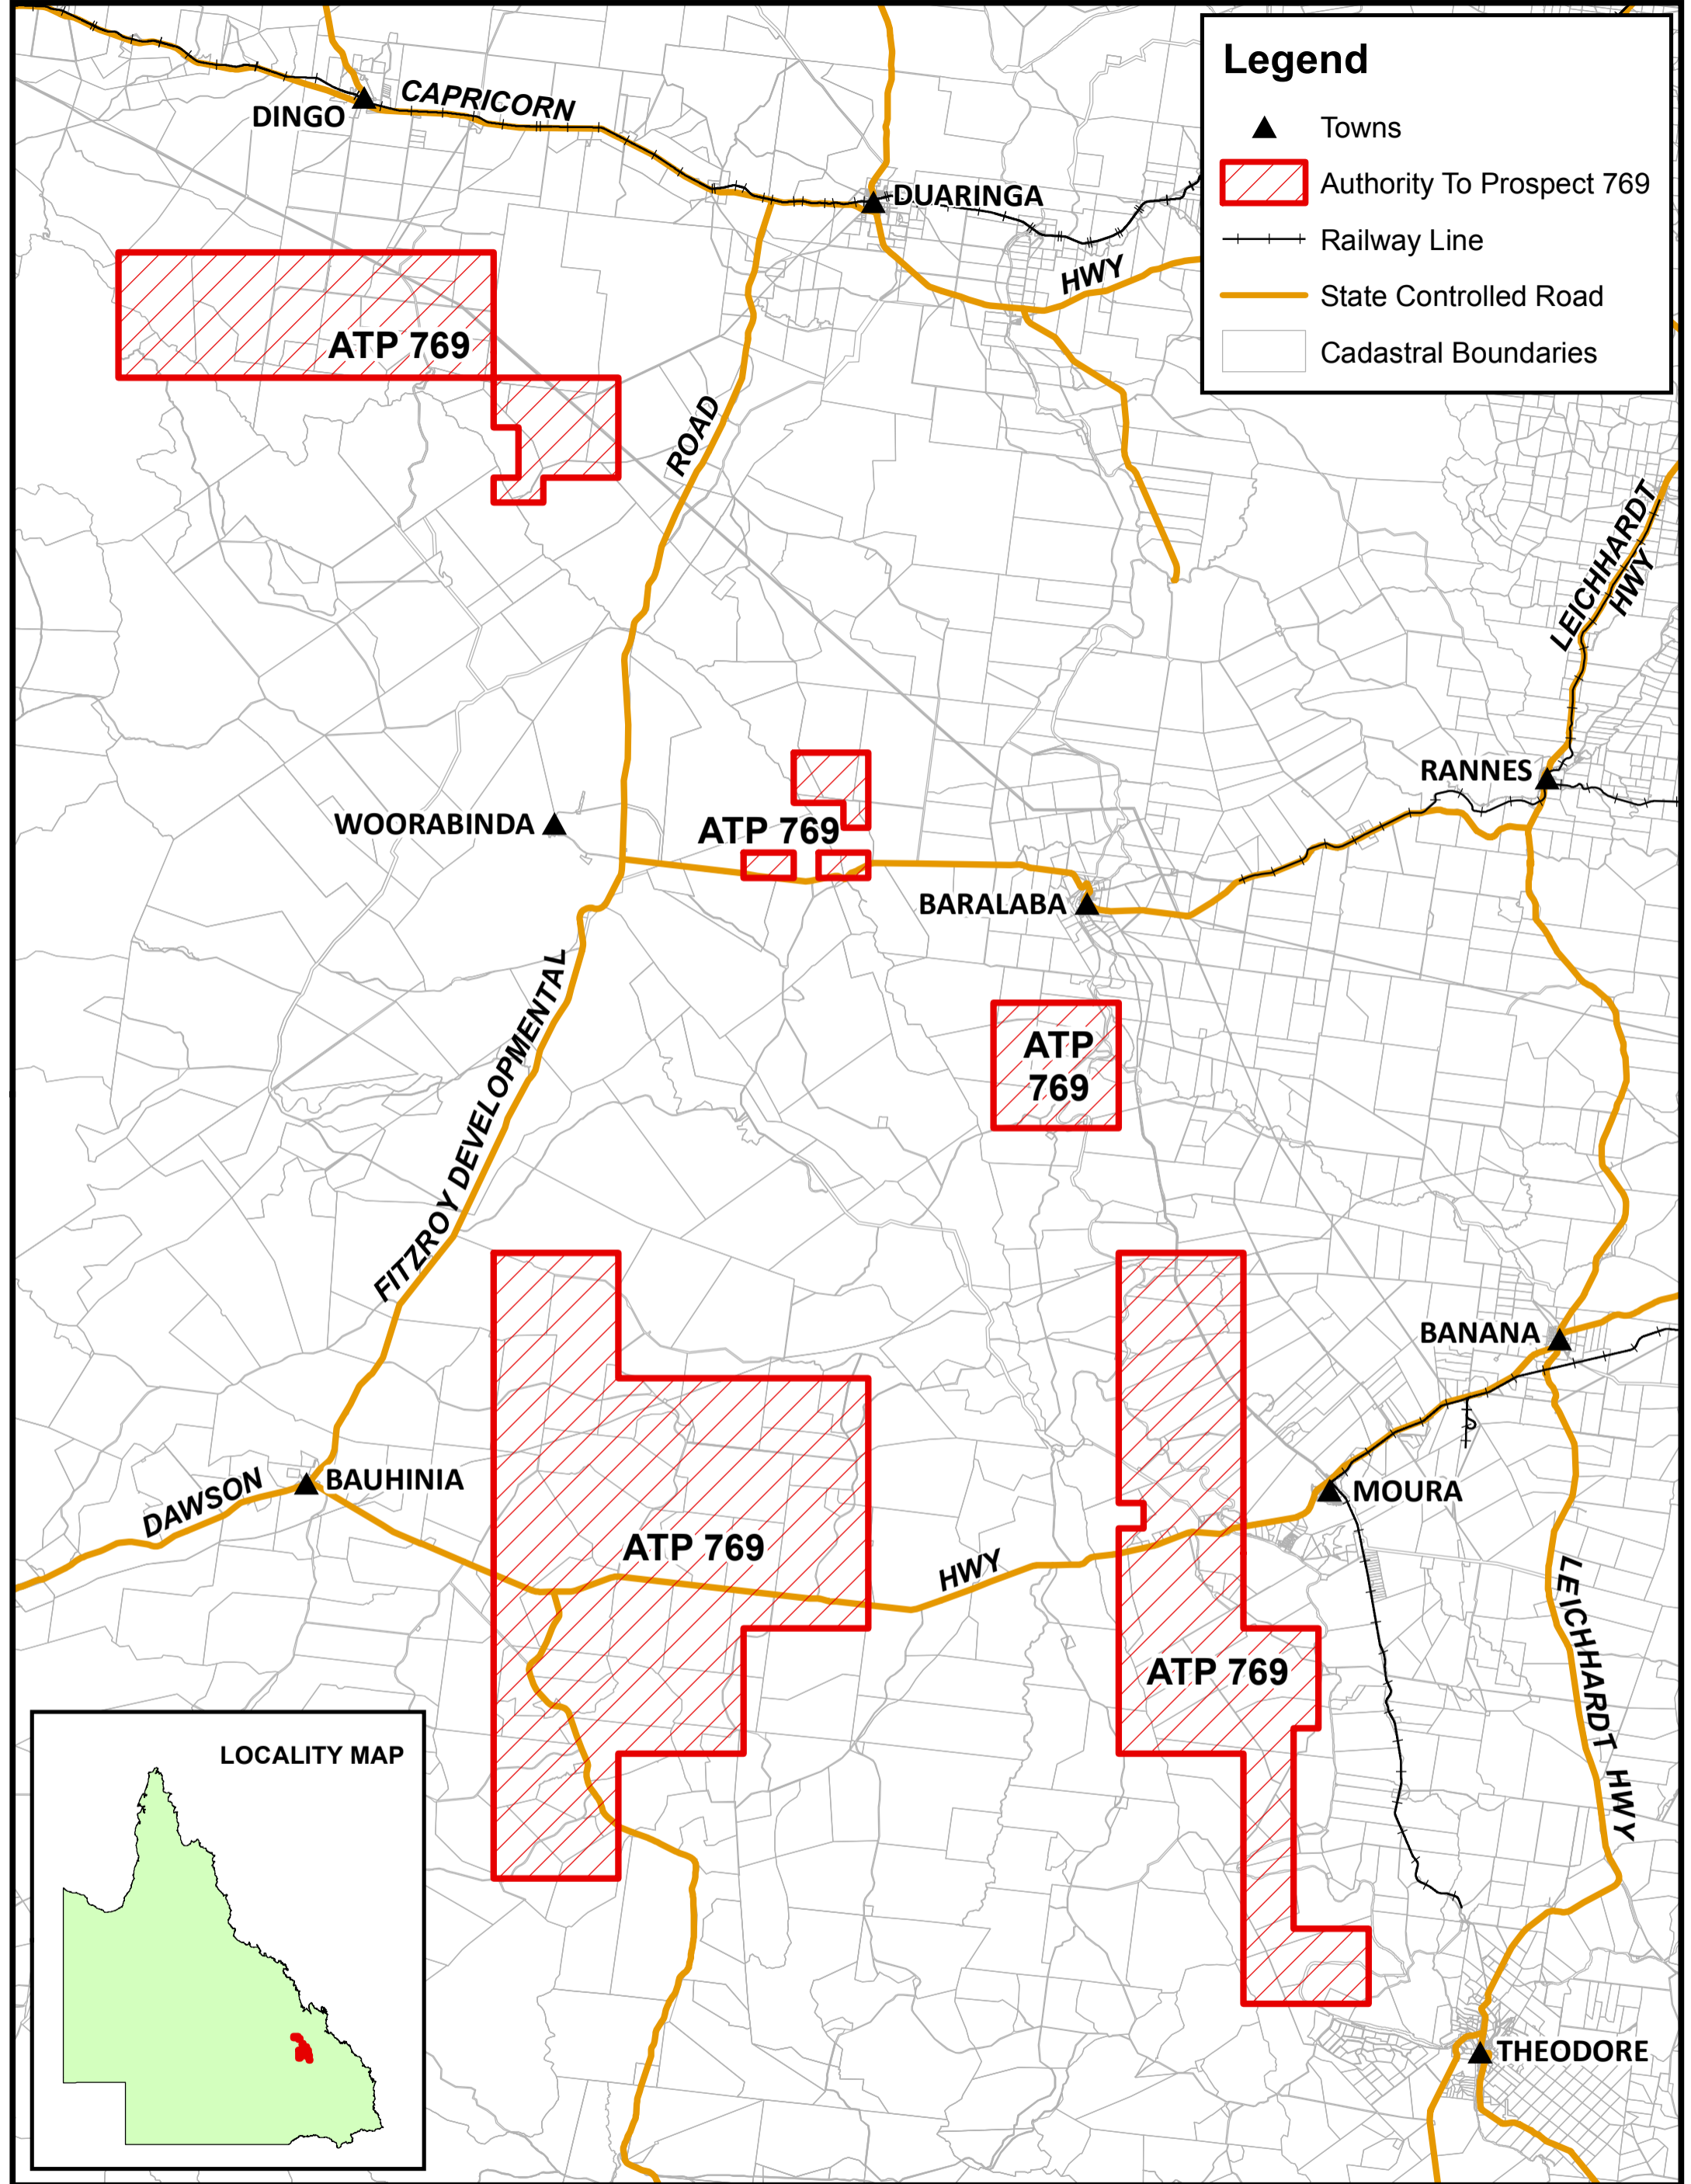 Legend
Towns
Authority To Prospect 769
Railway Line
State Controlled Road
Cadastral Boundaries
DINGO
CAPRICORN
DUARINGA
HWY
ATP 769
ROAD
LEICHHARDT
HWY
RANNES
WOORABINDA
ATP 769
BARALABA
FITZROY DEVELOPMENTAL
ATP
769
BANANA
DAWSON
BAUHINIA
MOURA
ATP 769
HWY
LEICHHARDT HWY
ATP 769
LOCALITY MAP
THEODORE